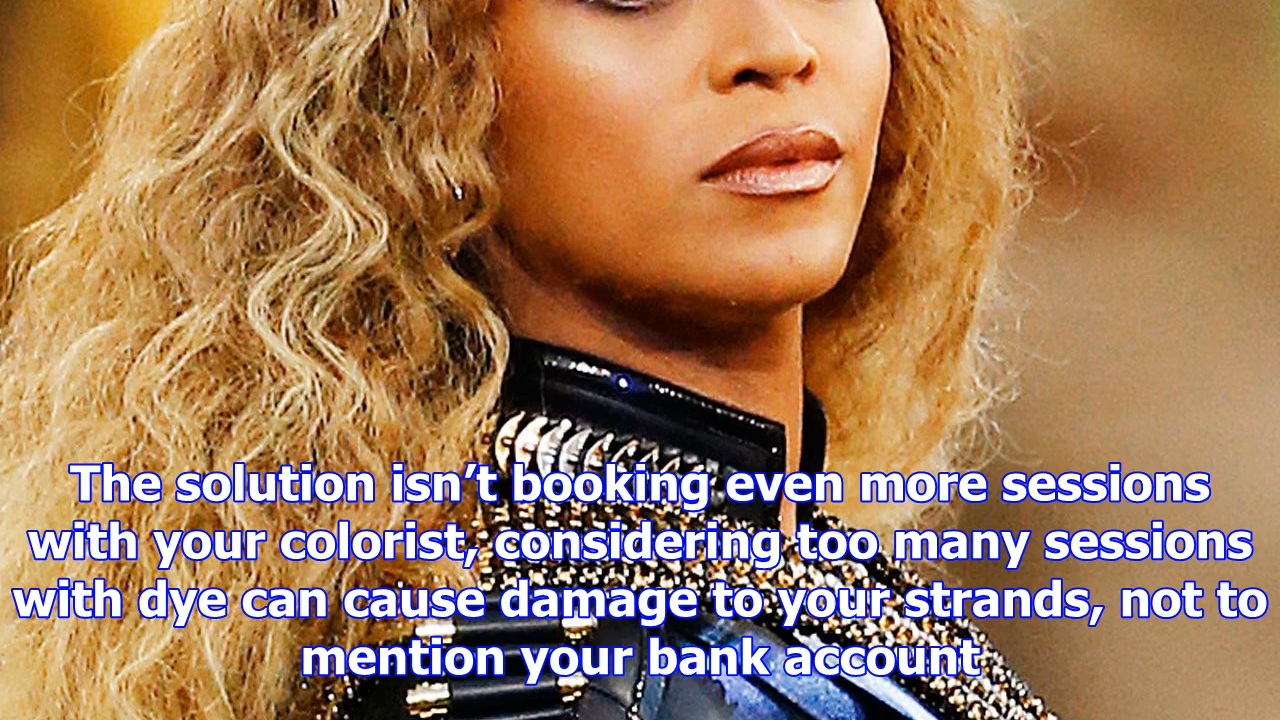 The solution isn’t booking even more sessions
with your colorist, considering too many sessions
with dye can cause damage to your strands, not to
mention your bank account